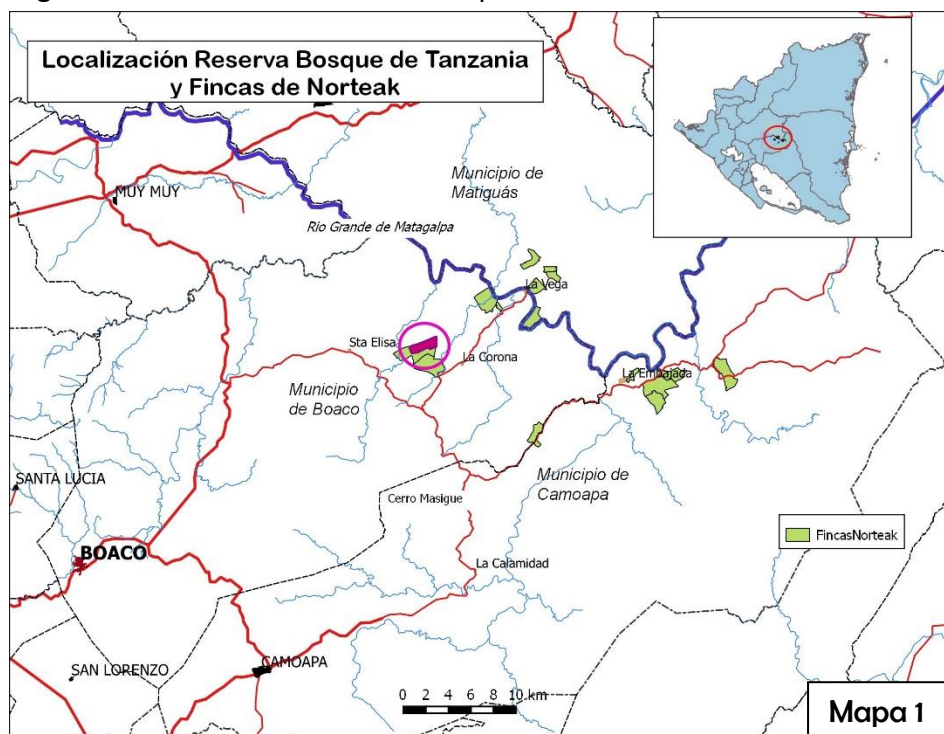 Localización Reserva Bosque de Tanzania
y Fincas de Norteak
MUY MUY
Municipio de
Matiguás
Río Grande de Matagalpa
La Vega
Sta Elisa
La Corona
Municipio
de Boaco
La Embajada
Municipio de
Camoapa
SANTA LUCIA
Cerro Masigue
FincasNorteak
BOACO
La Calamidad
SAN LORENZO
CAMOAPA
0 2 4 6 8 10 km
Mapa 1